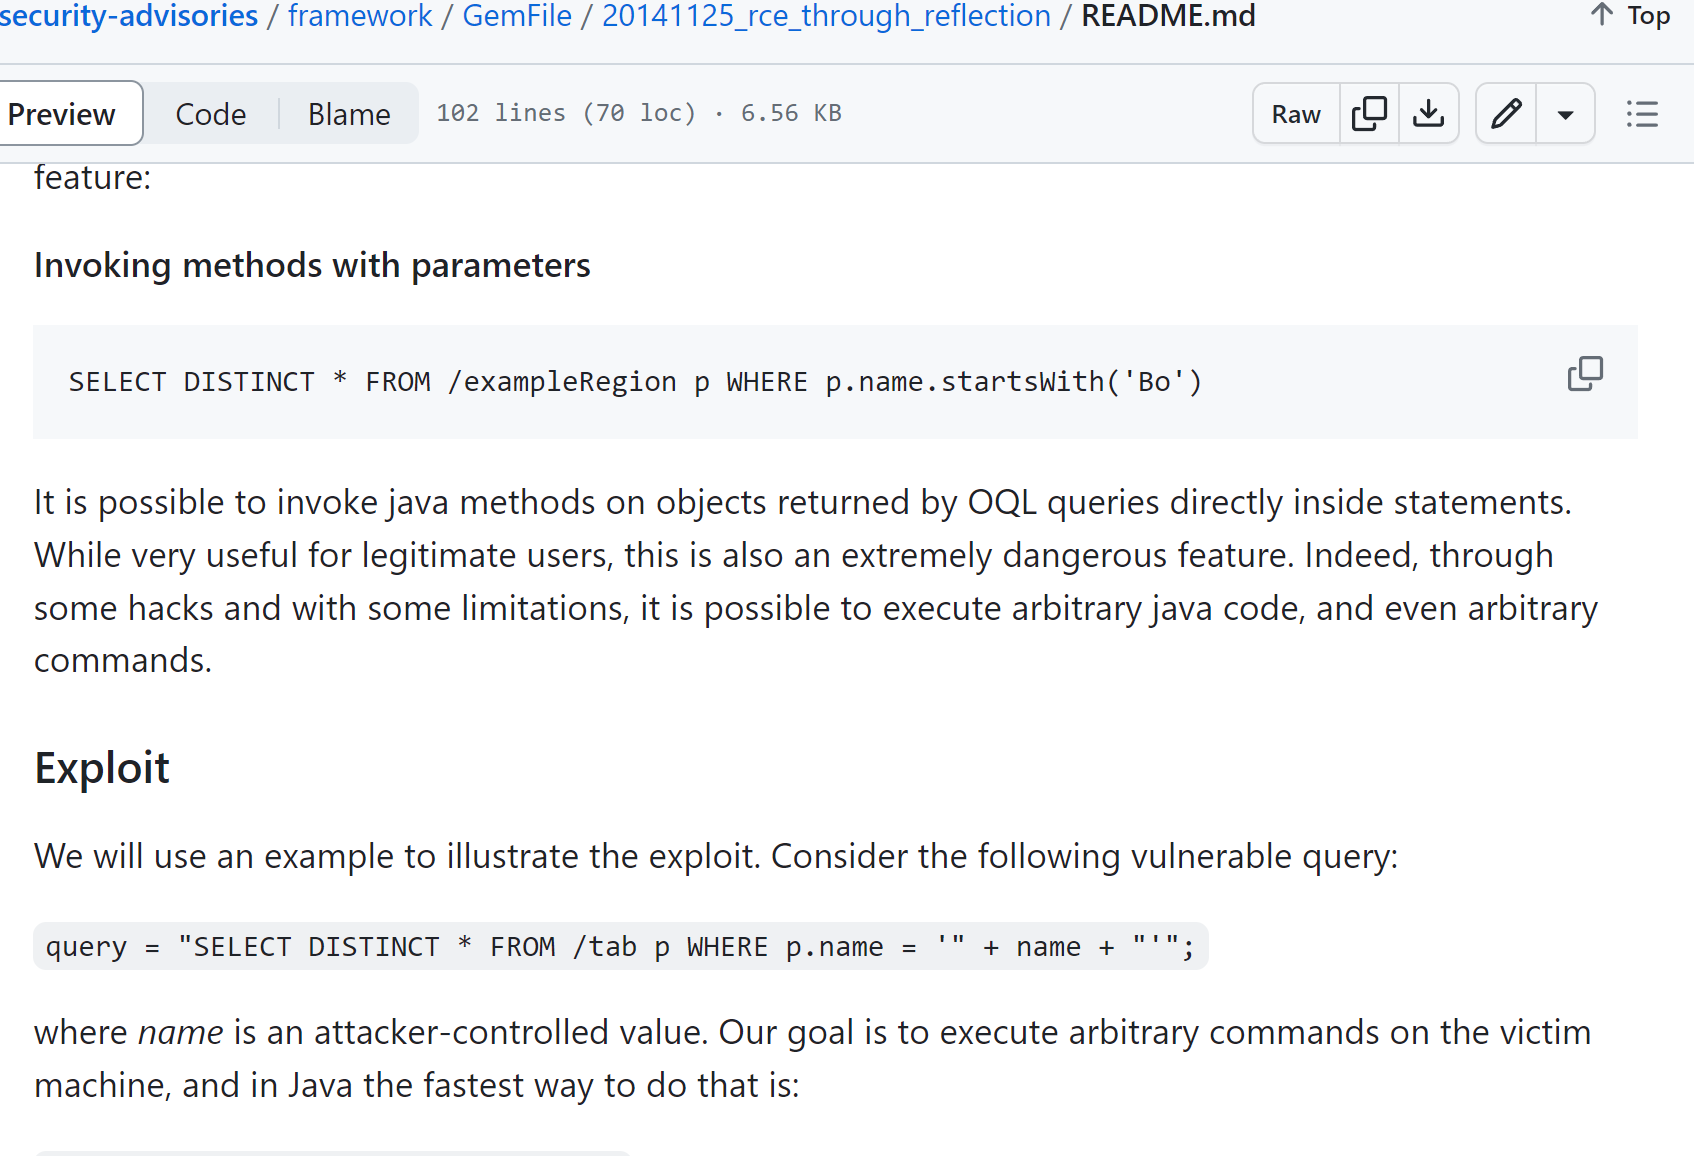 security-advisories / framework / GemFile / 20141125_rce_through_reflection / README.md ↑ Top
Preview Code Blame 102 lines (70 loc) · 6.56 KB Raw
feature:
Invoking methods with parameters
SELECT DISTINCT * FROM /exampleRegion p WHERE p.name.startsWith('Bo')
It is possible to invoke java methods on objects returned by OQL queries directly inside statements.
While very useful for legitimate users, this is also an extremely dangerous feature. Indeed, through
some hacks and with some limitations, it is possible to execute arbitrary java code, and even arbitrary
commands.
Exploit
We will use an example to illustrate the exploit. Consider the following vulnerable query:
query = "SELECT DISTINCT * FROM /tab p WHERE p.name = '" + name + "'";
where name is an attacker-controlled value. Our goal is to execute arbitrary commands on the victim
machine, and in Java the fastest way to do that is: